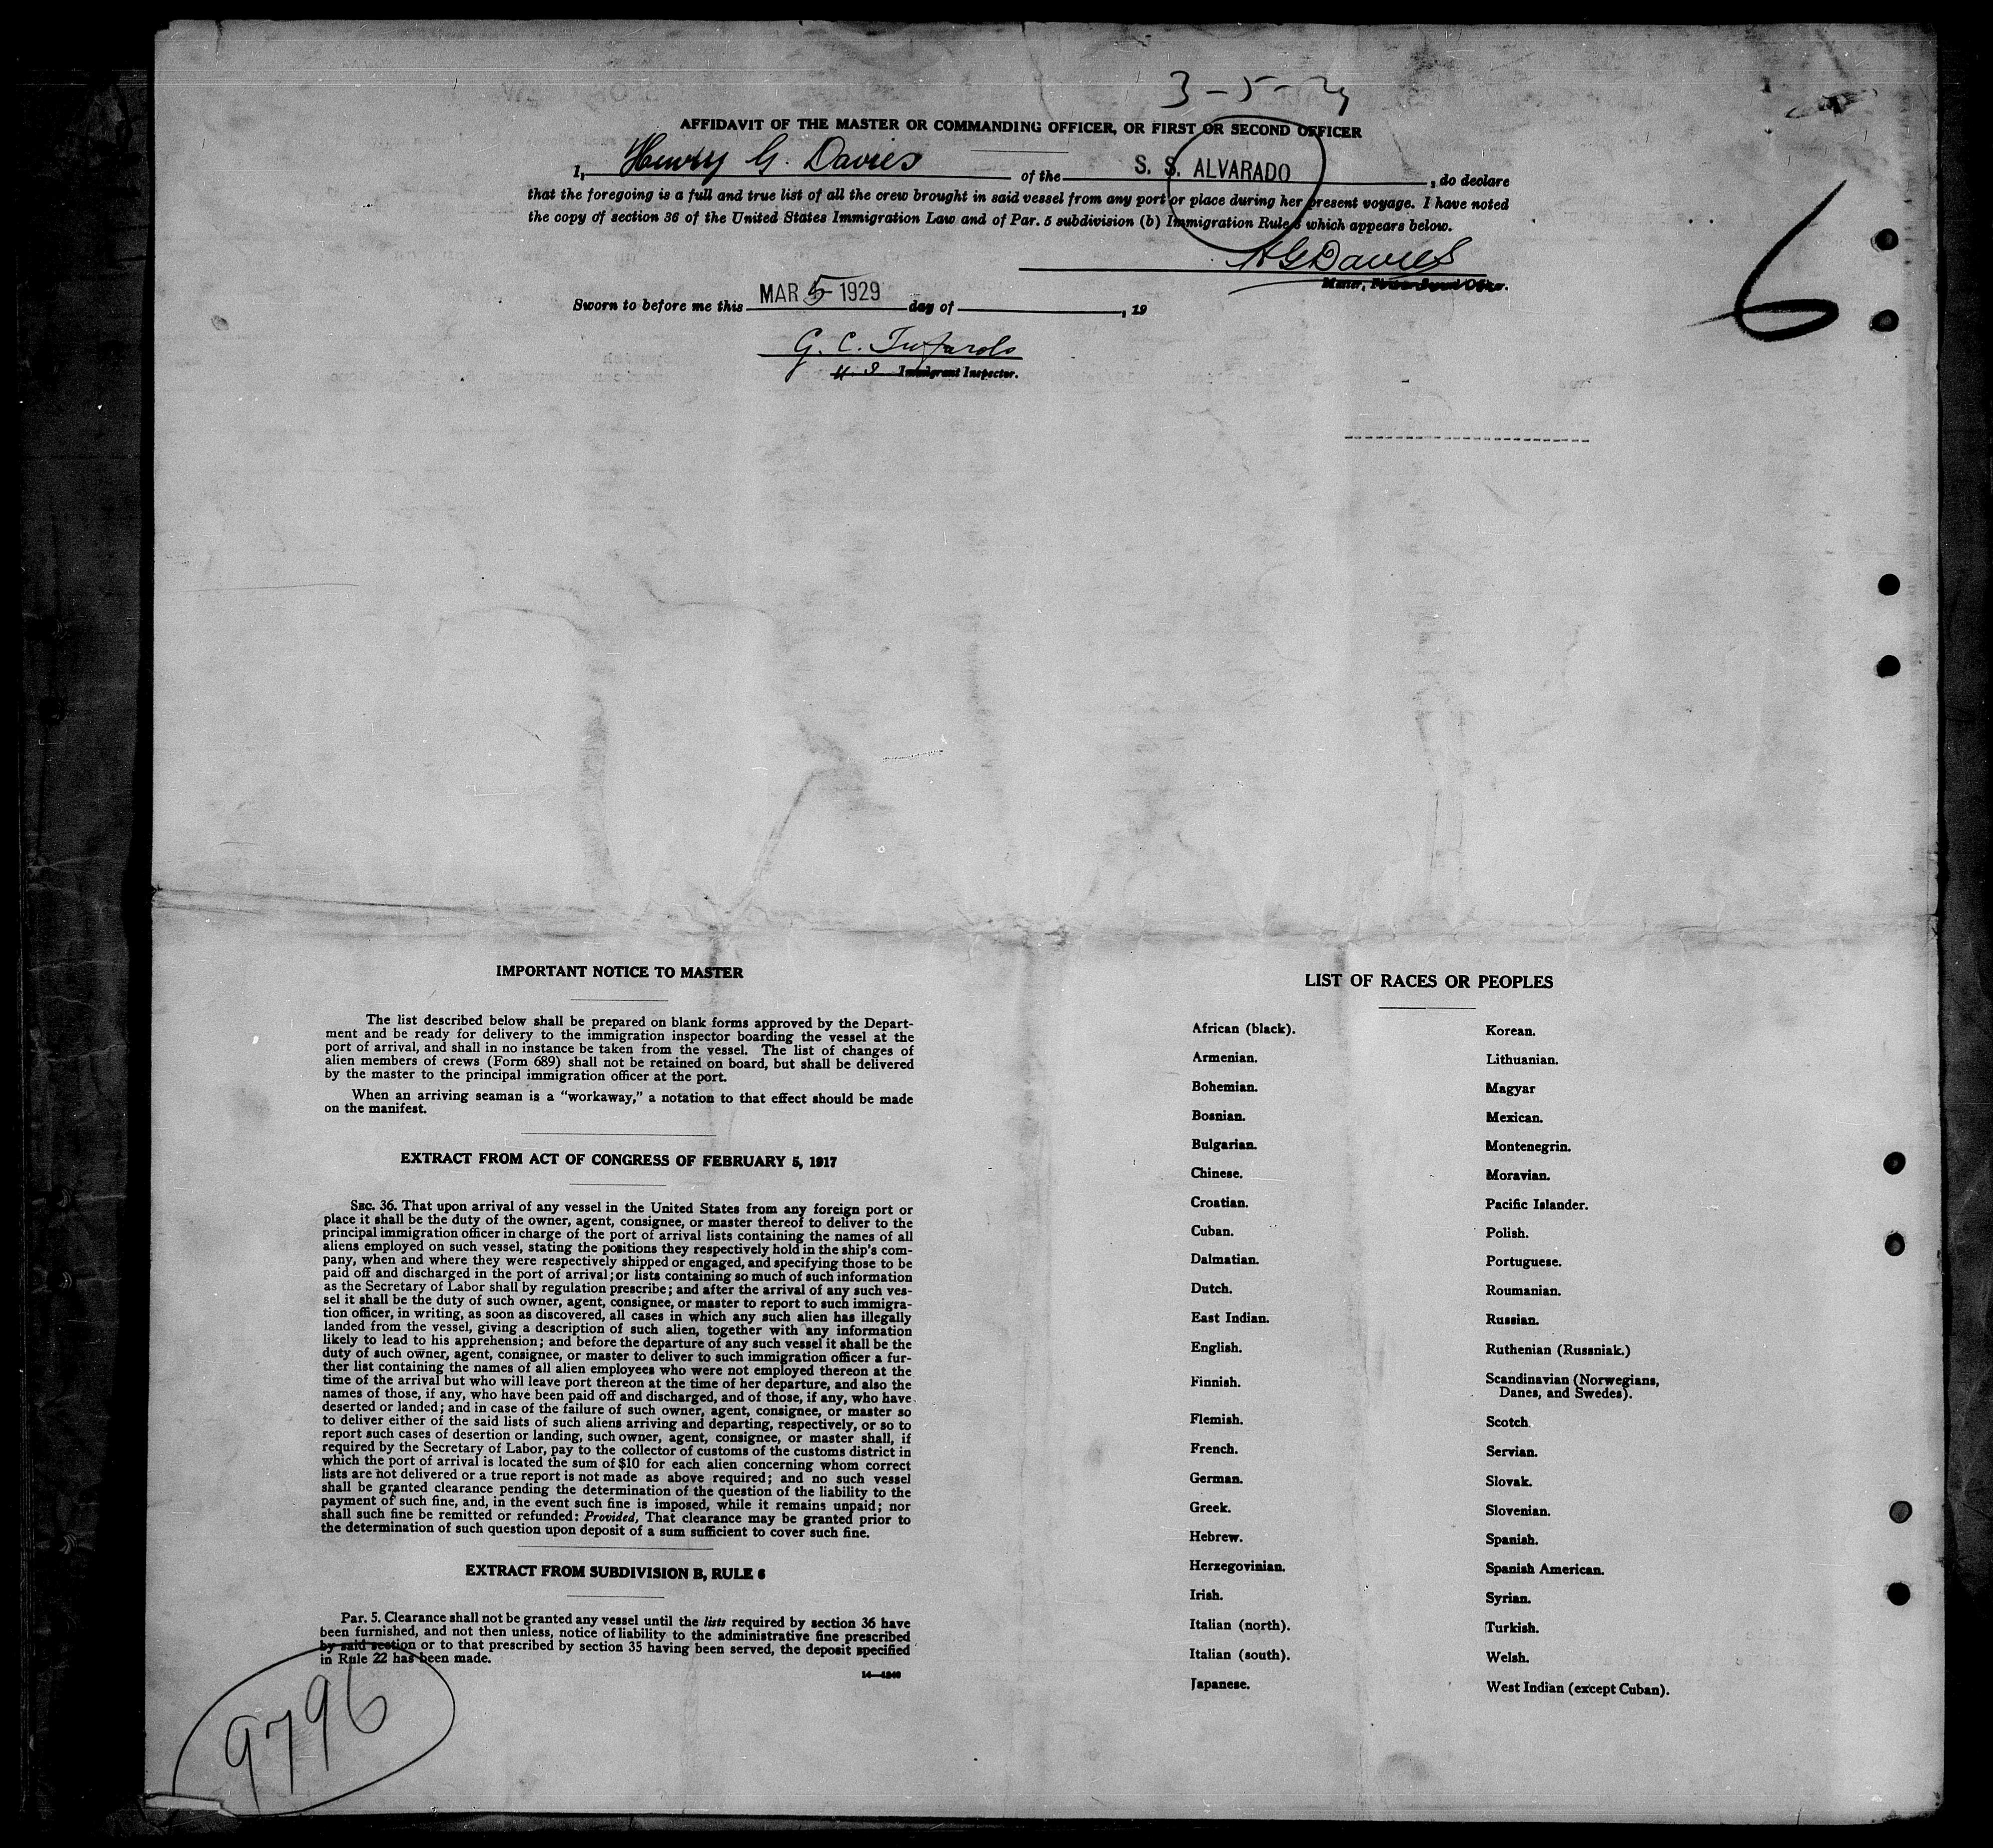 3-5-29
AFFIDAVIT OF THE MASTER OR COMMANDING OFFICER, OR FIRST OR SECOND OFFICER
I, Henry G. Davies of the S. S. ALVARADO, do declare
that the foregoing is a full and true list of all the crew brought in said vessel from any port or place during her present voyage. I have noted
the copy of section 36 of the United States Immigration Law and of Par. 5 subdivision (b) Immigration Rule 6 which appears below.
HGDavies
Master, First or Second Officer.
6
Sworn to before me this MAR 5 1929 day of , 19
G. C.
U. S. Immigrant Inspector.
IMPORTANT NOTICE TO MASTER
The list described below shall be prepared on blank forms approved by the Depart-
ment and be ready for delivery to the immigration inspector boarding the vessel at the
port of arrival, and shall in no instance be taken from the vessel. The list of changes of
alien members of crews (Form 689) shall not be retained on board, but shall be delivered
by the master to the principal immigration officer at the port.
When an arriving seaman is a "workaway," a notation to that effect should be made
on the manifest.
EXTRACT FROM ACT OF CONGRESS OF FEBRUARY 5, 1917
SEC. 36. That upon arrival of any vessel in the United States from any foreign port or
place it shall be the duty of the owner, agent, consignee, or master thereof to deliver to the
principal immigration officer in charge of the port of arrival lists containing the names of all
aliens employed on such vessel, stating the positions they respectively hold in the ship's com-
pany, when and where they were respectively shipped or engaged, and specifying those to be
paid off and discharged in the port of arrival; or lists containing so much of such information
as the Secretary of Labor shall by regulation prescribe; and after the arrival of any such ves-
sel it shall be the duty of such owner, agent, consignee, or master to report to such immigra-
tion officer, in writing, as soon as discovered, all cases in which any such alien has illegally
landed from the vessel, giving a description of such alien, together with any information
likely to lead to his apprehension; and before the departure of any such vessel it shall be the
duty of such owner, agent, consignee, or master to deliver to such immigration officer a fur-
ther list containing the names of all alien employees who were not employed thereon at the
time of the arrival but who will leave port thereon at the time of her departure, and also the
names of those, if any, who have been paid off and discharged, and of those, if any, who have
deserted or landed; and in case of the failure of such owner, agent, consignee, or master so
to deliver either of the said lists of such aliens arriving and departing, respectively, or so to
report such cases of desertion or landing, such owner, agent, consignee, or master shall, if
required by the Secretary of Labor, pay to the collector of customs of the customs district in
which the port of arrival is located the sum of $10 for each alien concerning whom correct
lists are not delivered or a true report is not made as above required; and no such vessel
shall be granted clearance pending the determination of the question of the liability to the
payment of such fine, and, in the event such fine is imposed, while it remains unpaid; nor
shall such fine be remitted or refunded: Provided, That clearance may be granted prior to
the determination of such question upon deposit of a sum sufficient to cover such fine.
EXTRACT FROM SUBDIVISION B, RULE 6
Par. 5. Clearance shall not be granted any vessel until the lists required by section 36 have
been furnished, and not then unless, notice of liability to the administrative fine prescribed
by said section or to that prescribed by section 35 having been served, the deposit specified
in Rule 22 has been made.
9796
LIST OF RACES OR PEOPLES
African (black).
Armenian.
Bohemian.
Bosnian.
Bulgarian.
Chinese.
Croatian.
Cuban.
Dalmatian.
Dutch.
East Indian.
English.
Finnish.
Flemish.
French.
German.
Greek.
Hebrew.
Herzegovinian.
Irish.
Italian (north).
Italian (south).
Japanese.
Korean.
Lithuanian.
Magyar
Mexican.
Montenegrin.
Moravian.
Pacific Islander.
Polish.
Portuguese.
Roumanian.
Russian.
Ruthenian (Russniak.)
Scandinavian (Norwegians,
Danes, and Swedes).
Scotch
Servian.
Slovak.
Slovenian.
Spanish.
Spanish American.
Syrian.
Turkish.
Welsh.
West Indian (except Cuban).